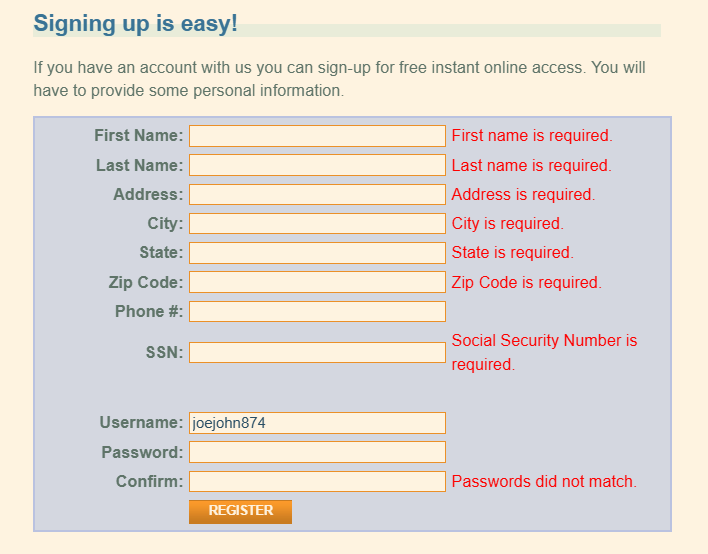 Signing up is easy!
If you have an account with us you can sign-up for free instant online access. You will
have to provide some personal information.
First Name: First name is required.
Last Name: Last name is required.
Address: Address is required.
City: City is required.
State: State is required.
Zip Code: Zip Code is required.
Phone #:
SSN: Social Security Number is
required.
Username: joejohn874
Password:
Confirm: Passwords did not match.
REGISTER